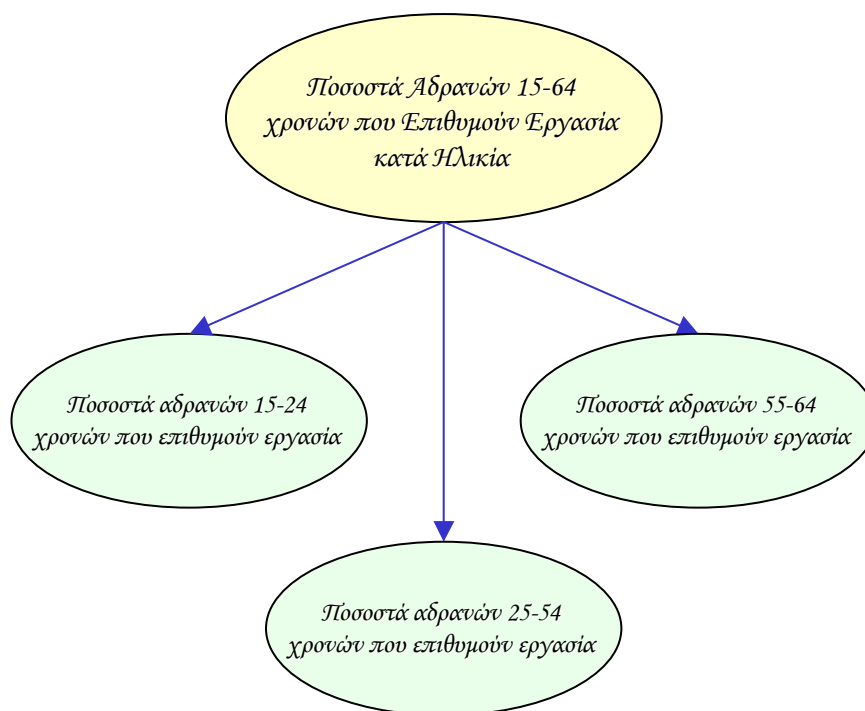 Ποσοστά Αδρανών 15-64
χρονών που Επιθυμούν Εργασία
κατά Ηλικία
Ποσοστά αδρανών 15-24
χρονών που επιθυμούν εργασία
Ποσοστά αδρανών 55-64
χρονών που επιθυμούν εργασία
Ποσοστά αδρανών 25-54
χρονών που επιθυμούν εργασία